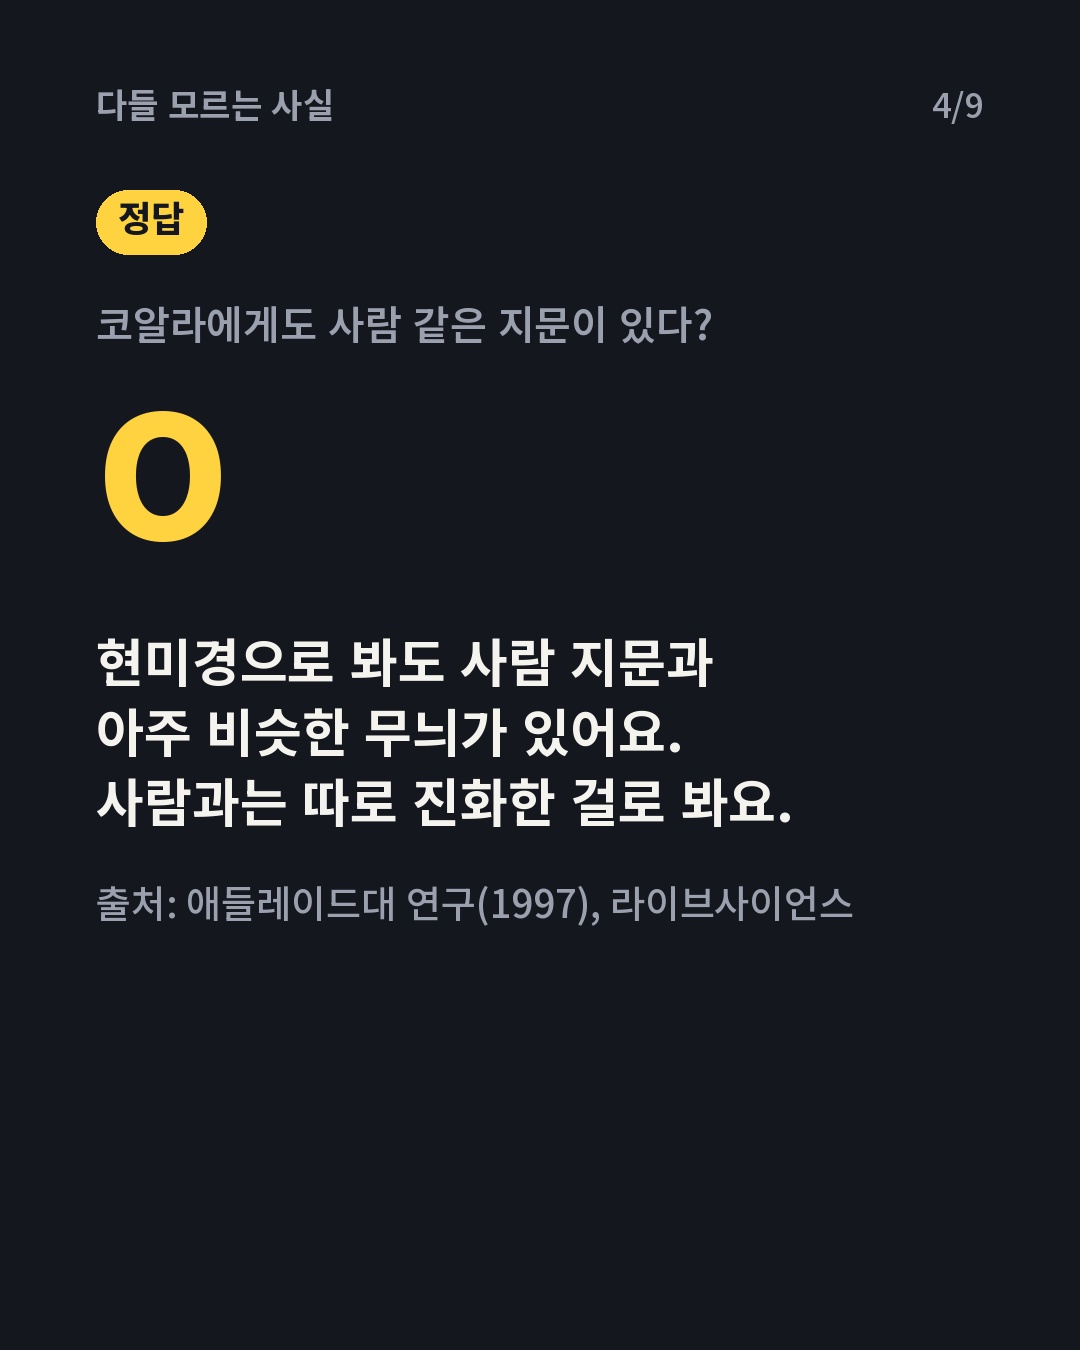 다들 모르는 사실
4/9
정답
코알라에게도 사람 같은 지문이 있다?
O
현미경으로 봐도 사람 지문과
아주 비슷한 무늬가 있어요.
사람과는 따로 진화한 걸로 봐요.
출처: 애들레이드대 연구(1997), 라이브사이언스